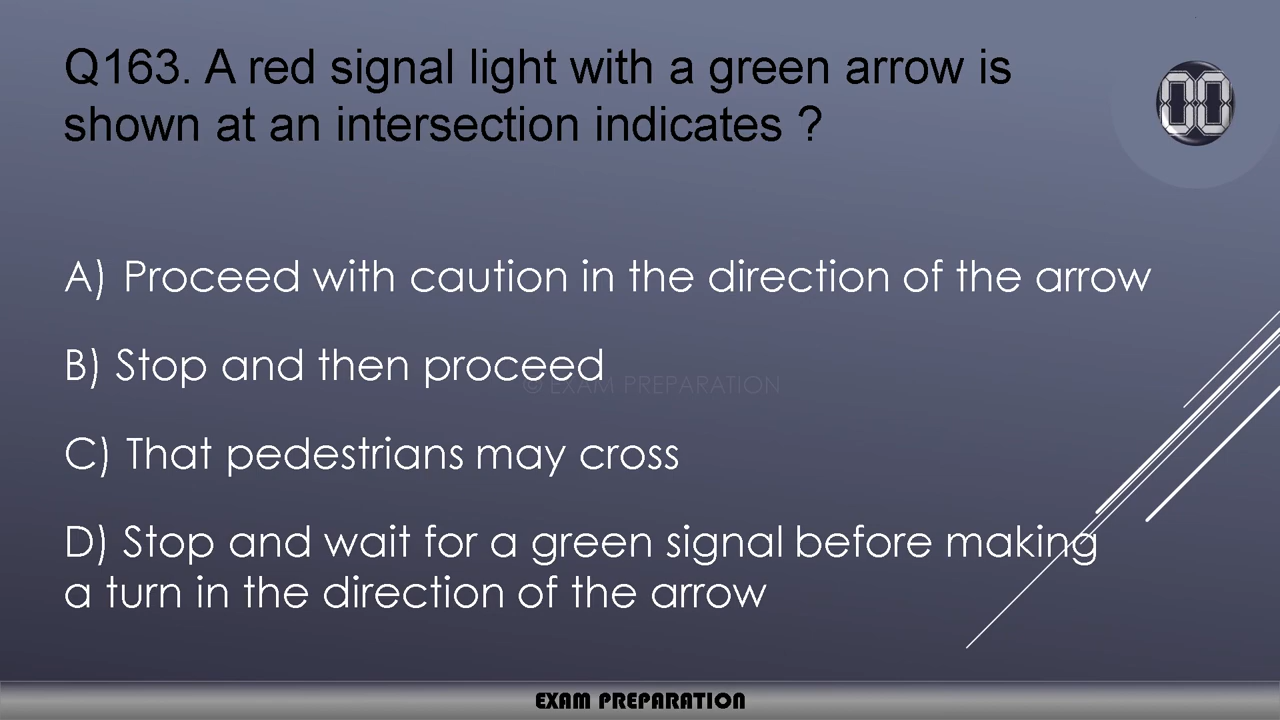 Q163. A red signal light with a green arrow is
shown at an intersection indicates ?
00
A) Proceed with caution in the direction of the arrow
B) Stop and then proceed
© EXAM PREPARATION
C) That pedestrians may cross
D) Stop and wait for a green signal before making
a turn in the direction of the arrow
EXAM PREPARATION